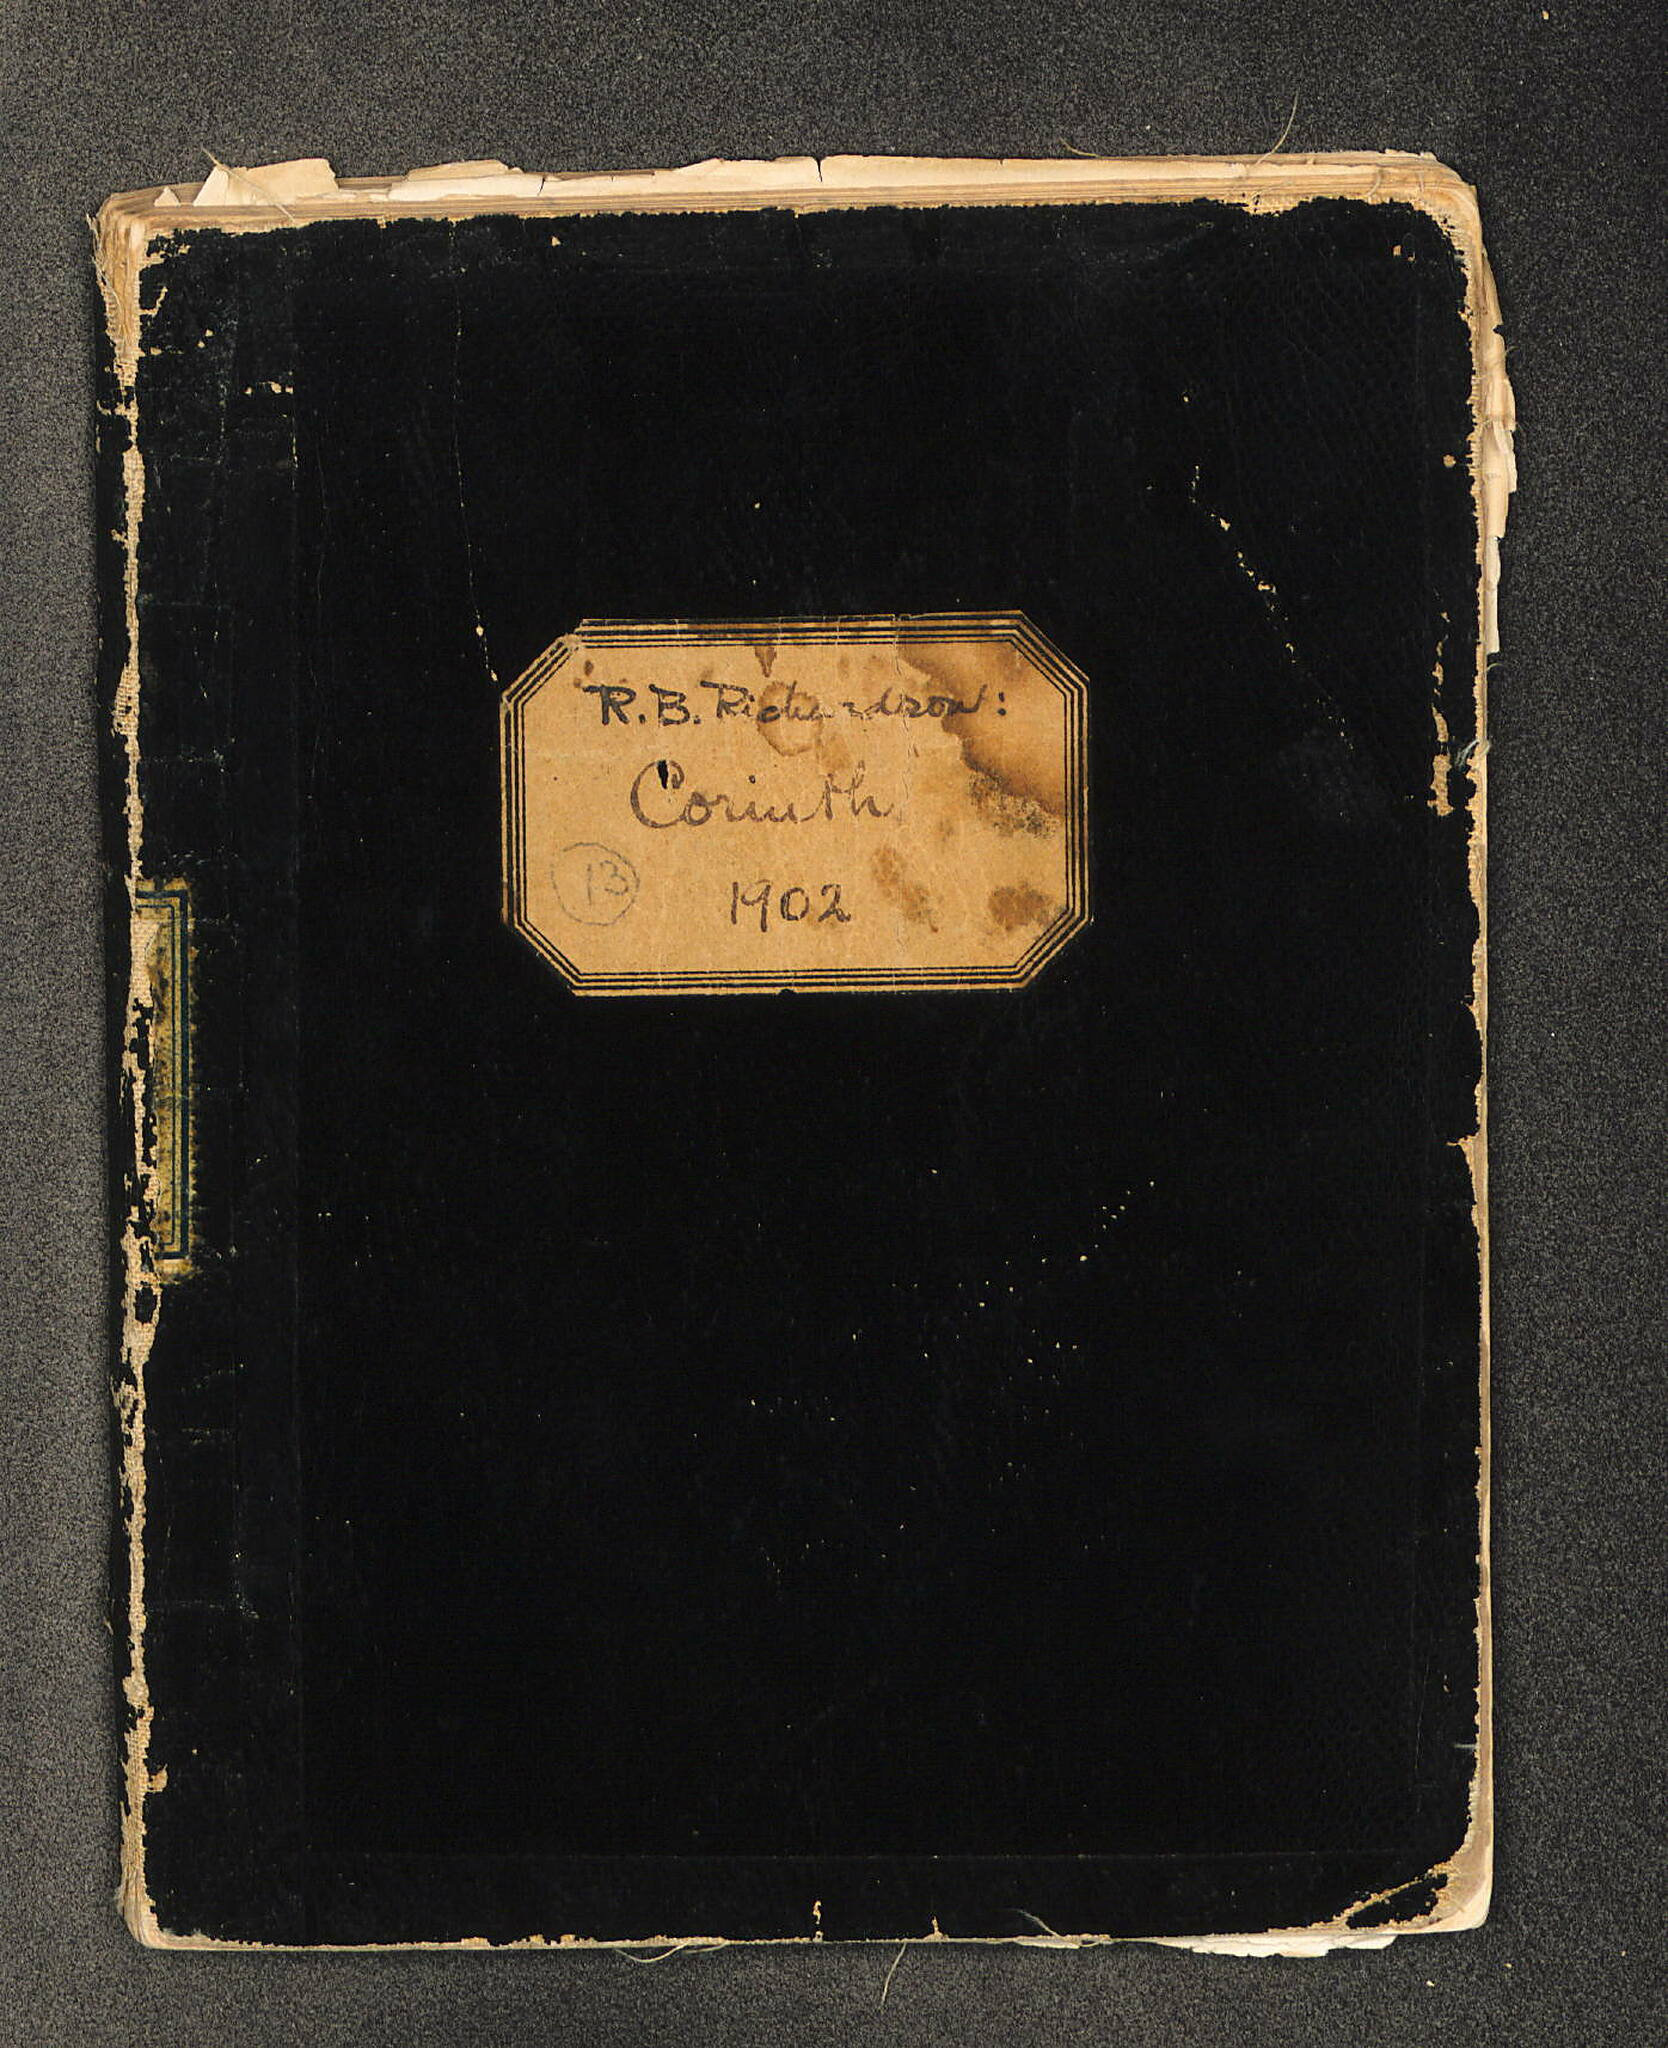 R.B. Richardson:
Corinth
13
1902